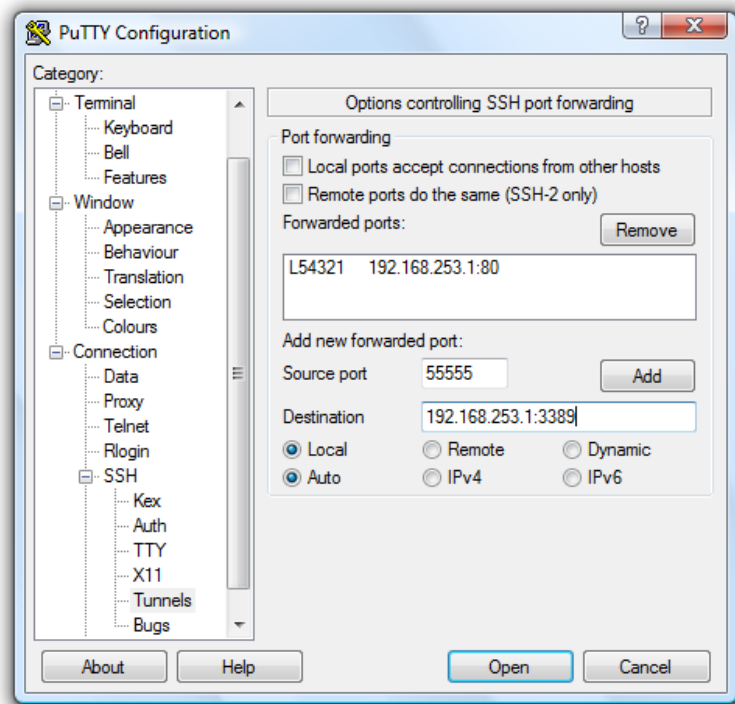 PuTTY Configuration
?
X
Category:
Terminal
Keyboard
Bell
Features
Window
Appearance
Behaviour
Translation
Selection
Colours
Connection
Data
Proxy
Telnet
Rlogin
SSH
Kex
Auth
TTY
X11
Tunnels
Bugs
Options controlling SSH port forwarding
Port forwarding
Local ports accept connections from other hosts
Remote ports do the same (SSH-2 only)
Forwarded ports:
Remove
L54321 192.168.253.1:80
Add new forwarded port:
Source port 55555 Add
Destination 192.168.253.1:3389
Local Remote Dynamic
Auto IPv4 IPv6
About Help Open Cancel